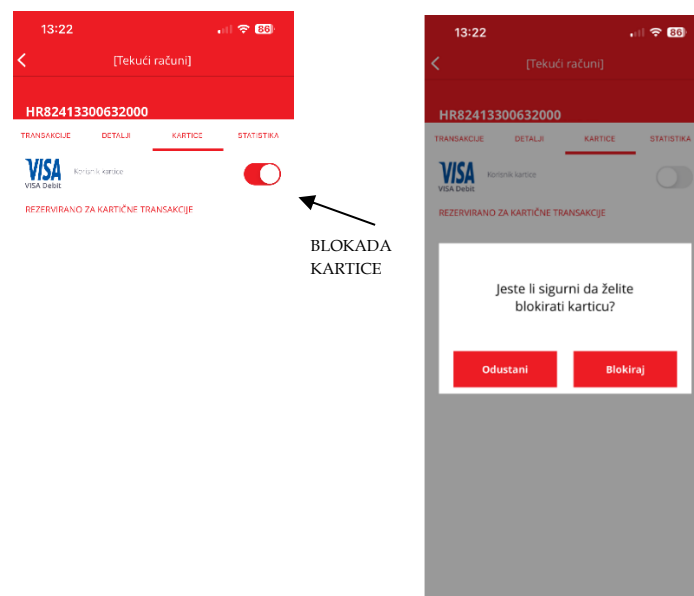 13:22
86
[Tekući računi]
HR82413300632000
TRANSAKCIJE DETALJI KARTICE STATISTIKA
VISA
VISA Debit
Korisnik kartice
REZERVIRANO ZA KARTIČNE TRANSAKCIJE
BLOKADA
KARTICE
13:22
86
[Tekući računi]
HR82413300632000
TRANSAKCIJE DETALJI KARTICE STATISTIKA
VISA
VISA Debit
Korisnik kartice
REZERVIRANO ZA KARTIČNE TRANSAKCIJE
Jeste li sigurni da želite
blokirati karticu?
Odustani Blokiraj